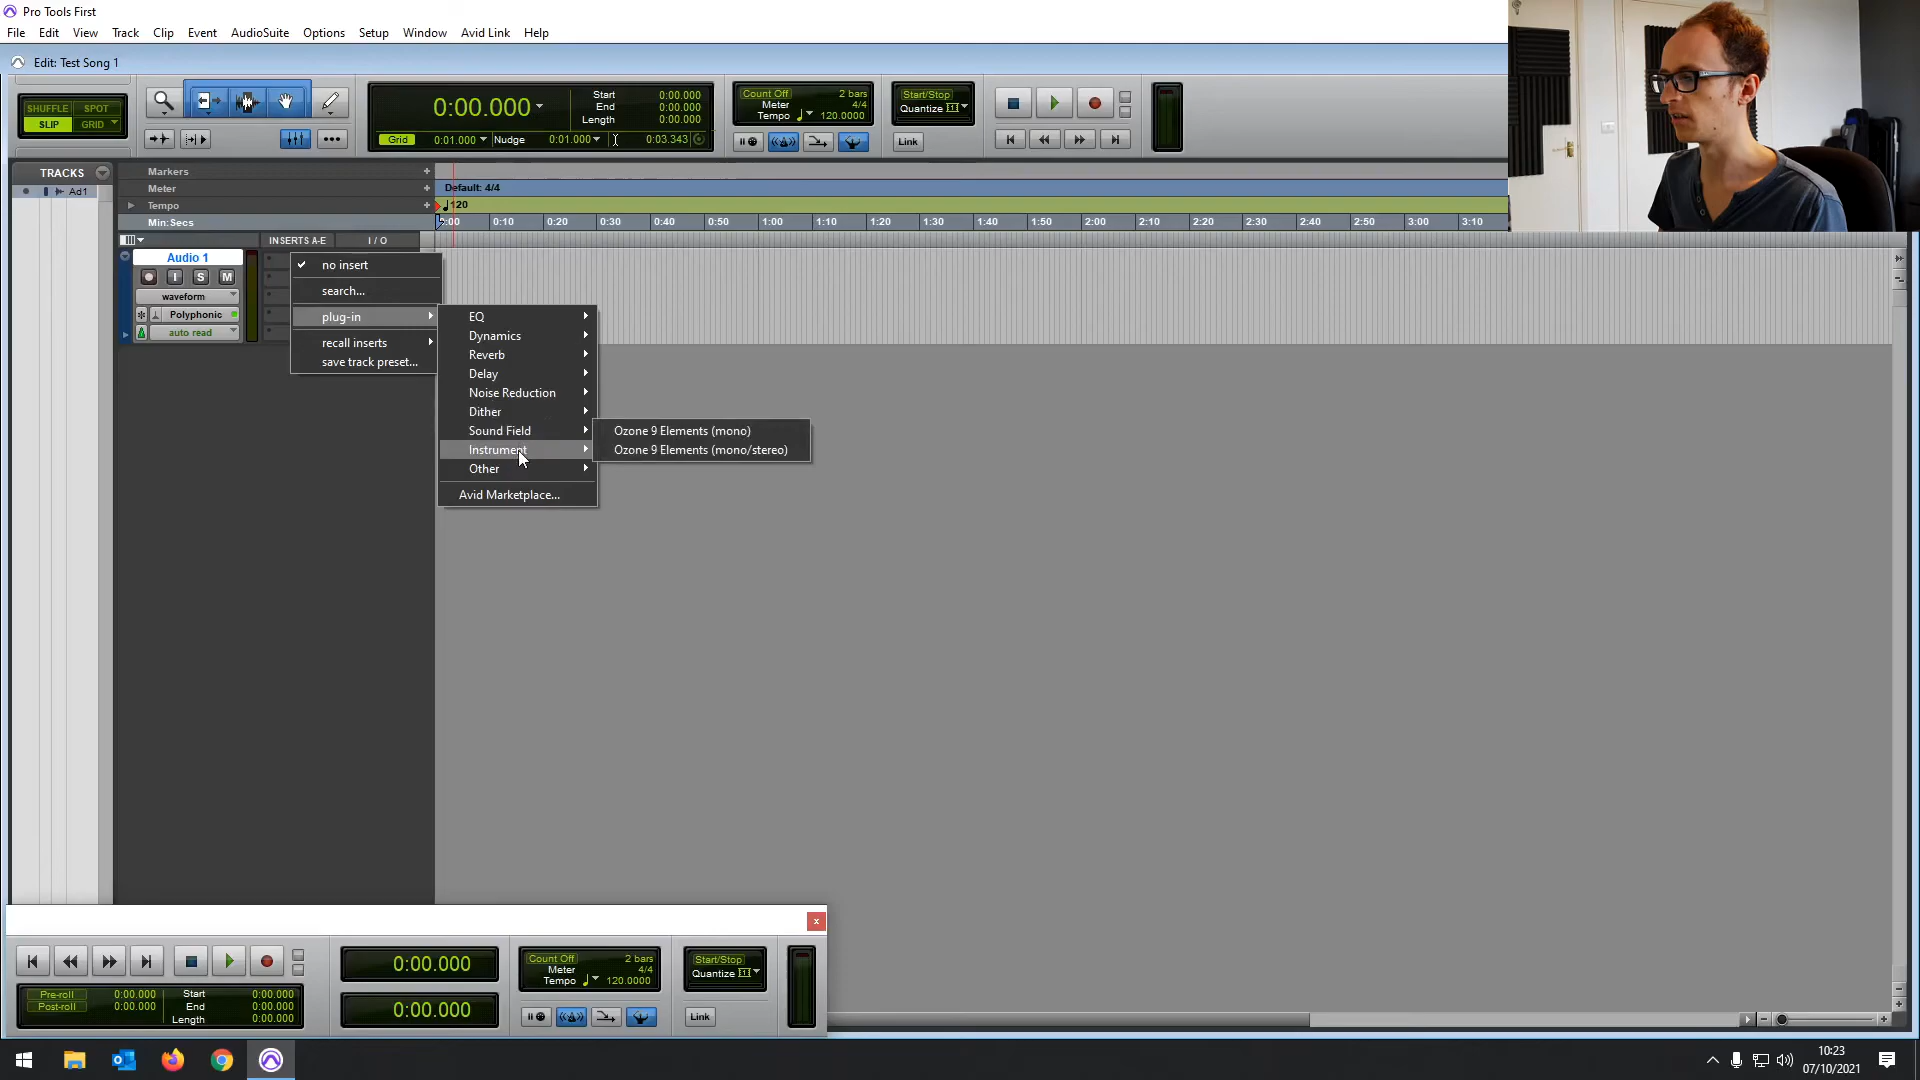 Pro Tools First
File Edit View Track Clip Event AudioSuite Options Setup Window Avid Link Help
Edit: Test Song 1
SHUFFLE SPOT
SLIP GRID
0:00.000
Start 0:00.000
End 0:00.000
Length 0:00.000
Grid 0:01.000 Nudge 0:01.000 0:03.343
Count Off 2 bars
Meter 4/4
Tempo 120.0000
Start/Stop
Quantize
Link
TRACKS
Ad1
Markers
Meter Default: 4/4
Tempo 120
Min:Secs 0:00 0:10 0:20 0:30 0:40 0:50 1:00 1:10 1:20 1:30 1:40 1:50 2:00 2:10 2:20 2:30 2:40 2:50 3:00 3:10
INSERTS A-E I / O
Audio 1
I S M
waveform
Polyphonic
auto read
no insert
search...
plug-in
recall inserts
save track preset...
EQ
Dynamics
Reverb
Delay
Noise Reduction
Dither
Sound Field
Instrument
Other
Avid Marketplace...
Ozone 9 Elements (mono)
Ozone 9 Elements (mono/stereo)
Pre-roll 0:00.000
Post-roll 0:00.000
Start 0:00.000
End 0:00.000
Length 0:00.000
0:00.000
0:00.000
Count Off 2 bars
Meter 4/4
Tempo 120.0000
Start/Stop
Quantize
Link
10:23
07/10/2021